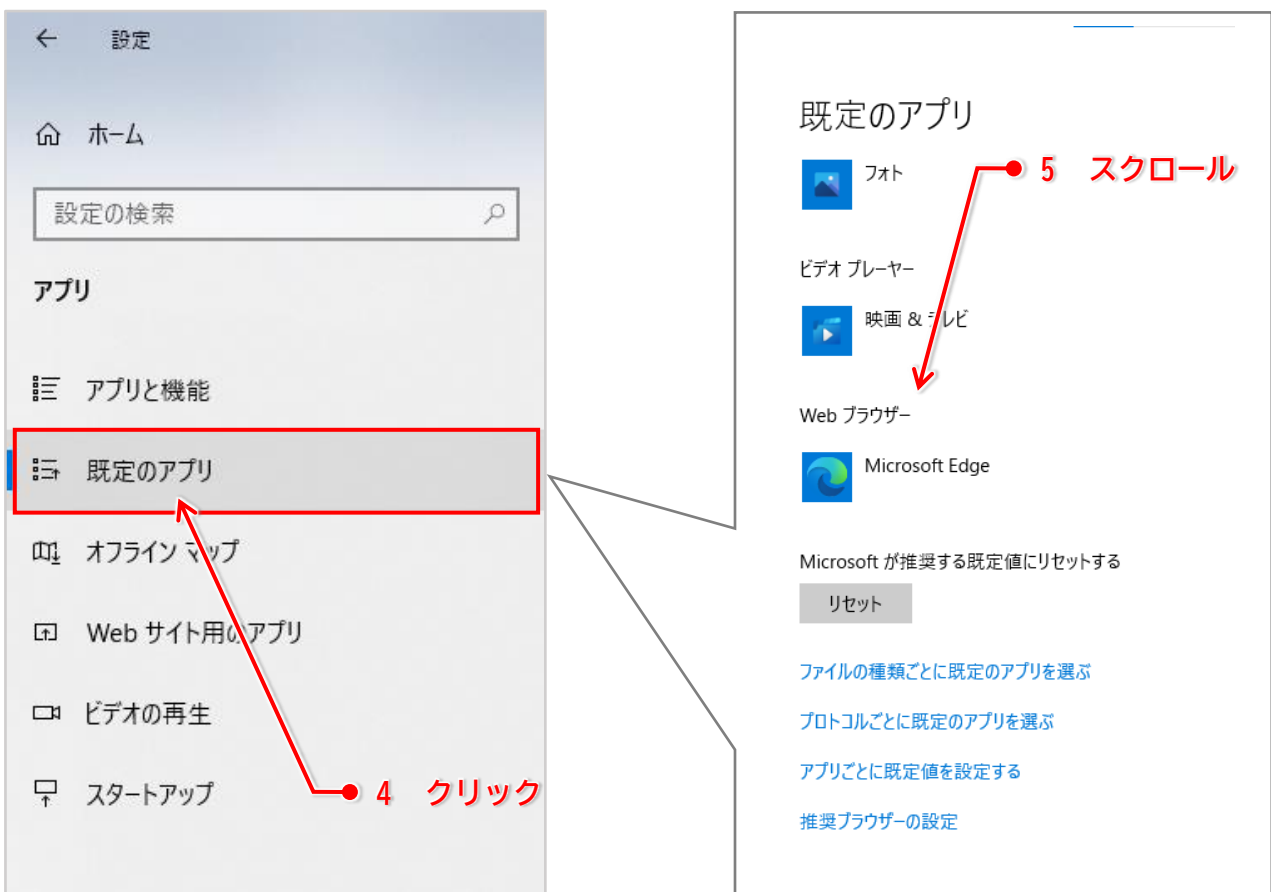 設定
ホーム
設定の検索
アプリ
アプリと機能
既定のアプリ
オフライン マップ
Web サイト用のアプリ
ビデオの再生
スタートアップ
4 クリック
既定のアプリ
フォト
5 スクロール
ビデオ プレーヤー
映画 & テレビ
Web ブラウザー
Microsoft Edge
Microsoft が推奨する既定値にリセットする
リセット
ファイルの種類ごとに既定のアプリを選ぶ
プロトコルごとに既定のアプリを選ぶ
アプリごとに既定値を設定する
推奨ブラウザーの設定